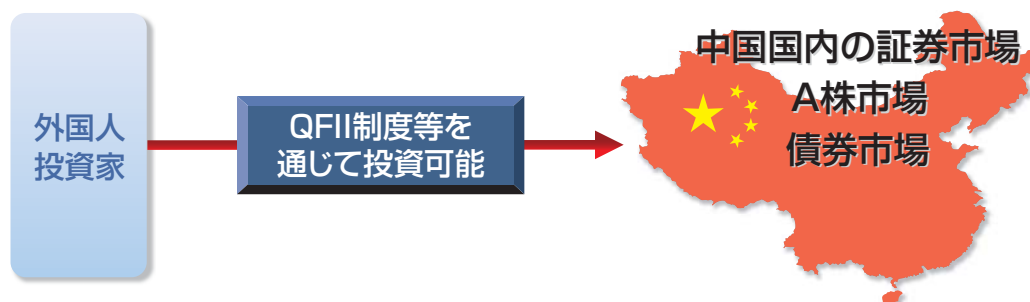 外国人
投資家
QFII制度等を
通じて投資可能
中国国内の証券市場
A株市場
債券市場